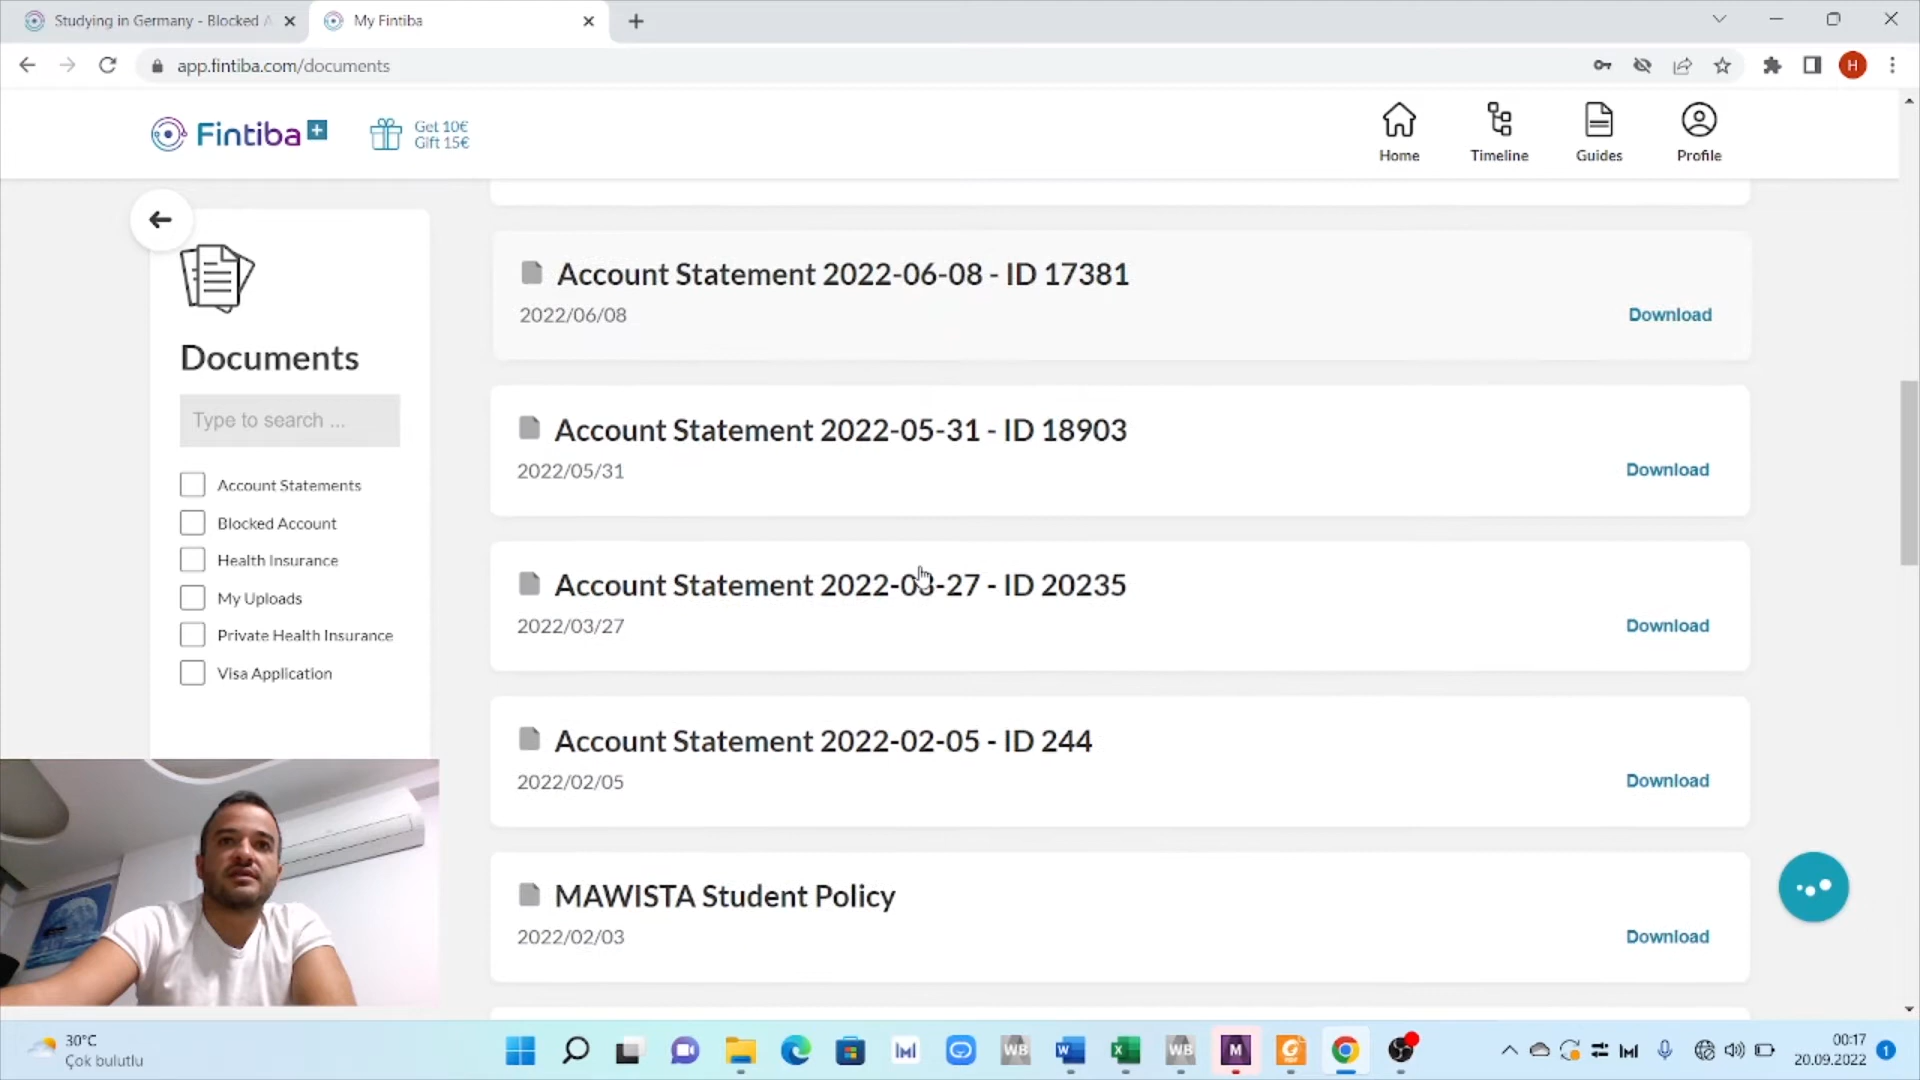 Studying in Germany - Blocked A
My Fintiba
app.fintiba.com/documents
H
Fintiba+
Get 10€
Gift 15€
Home
Timeline
Guides
Profile
Documents
Type to search ...
Account Statements
Blocked Account
Health Insurance
My Uploads
Private Health Insurance
Visa Application
Account Statement 2022-06-08 - ID 17381
2022/06/08
Download
Account Statement 2022-05-31 - ID 18903
2022/05/31
Download
Account Statement 2022-03-27 - ID 20235
2022/03/27
Download
Account Statement 2022-02-05 - ID 244
2022/02/05
Download
MAWISTA Student Policy
2022/02/03
Download
30°C
Çok bulutlu
WB
W
X
WB
M
00:17
20.09.2022
1